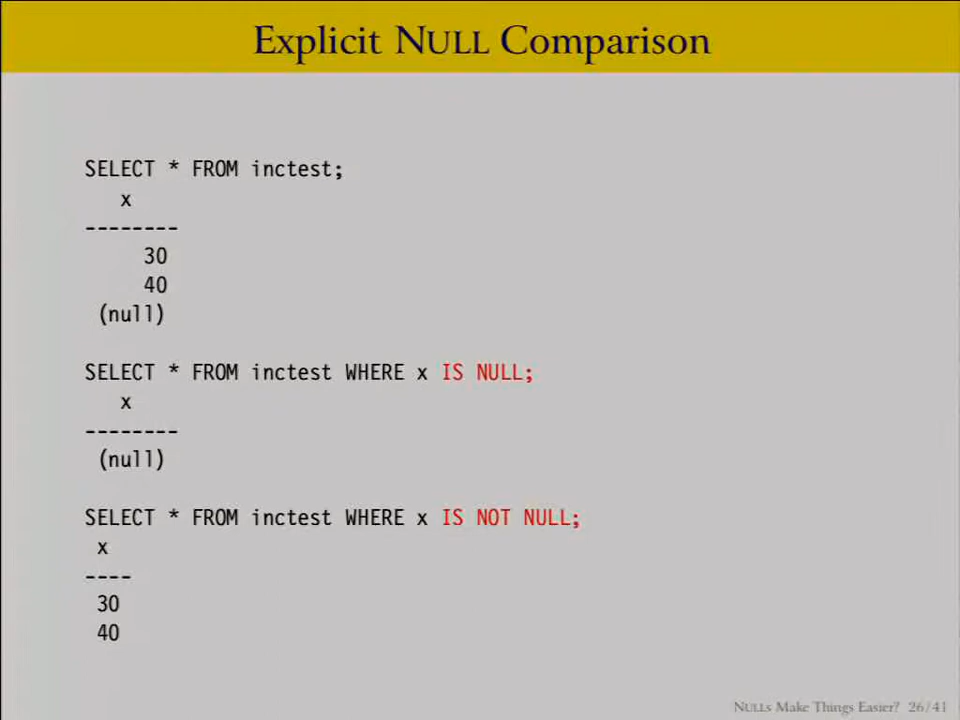 Explicit NULL Comparison
SELECT * FROM inctest;
x
--------
30
40
(null)
SELECT * FROM inctest WHERE x IS NULL;
x
--------
(null)
SELECT * FROM inctest WHERE x IS NOT NULL;
x
----
30
40
NULLs Make Things Easier? 26/41